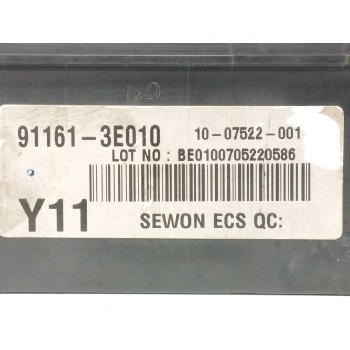 91161-3E010 10-07522-001
LOT NO : BE0100705220586
Y11 SEWON ECS QC: